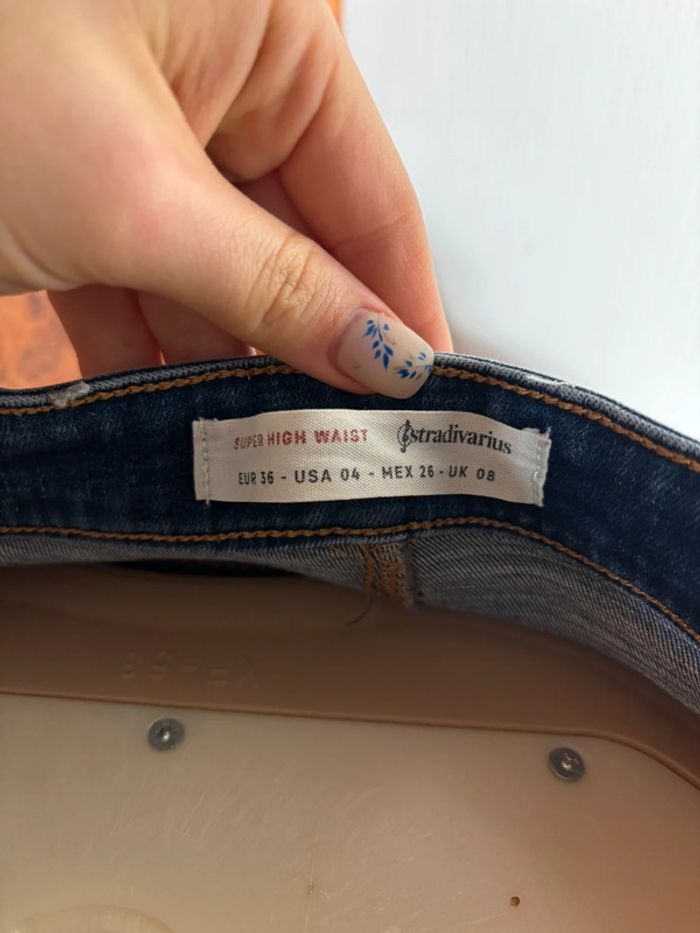 SUPER HIGH WAIST stradivarius
EUR 36 - USA 04 - MEX 26 - UK 08